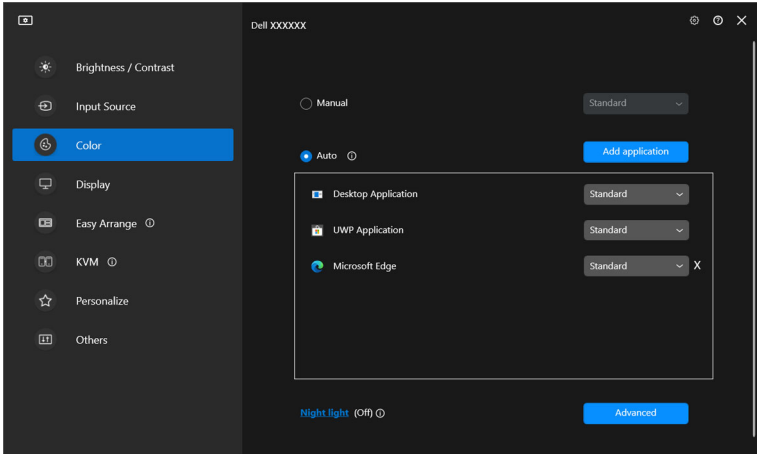 Dell XXXXXX
Brightness / Contrast
Input Source
Color
Display
Easy Arrange
KVM
Personalize
Others
Manual
Standard
Auto
Add application
Desktop Application
Standard
UWP Application
Standard
Microsoft Edge
Standard
X
Night light (Off)
Advanced